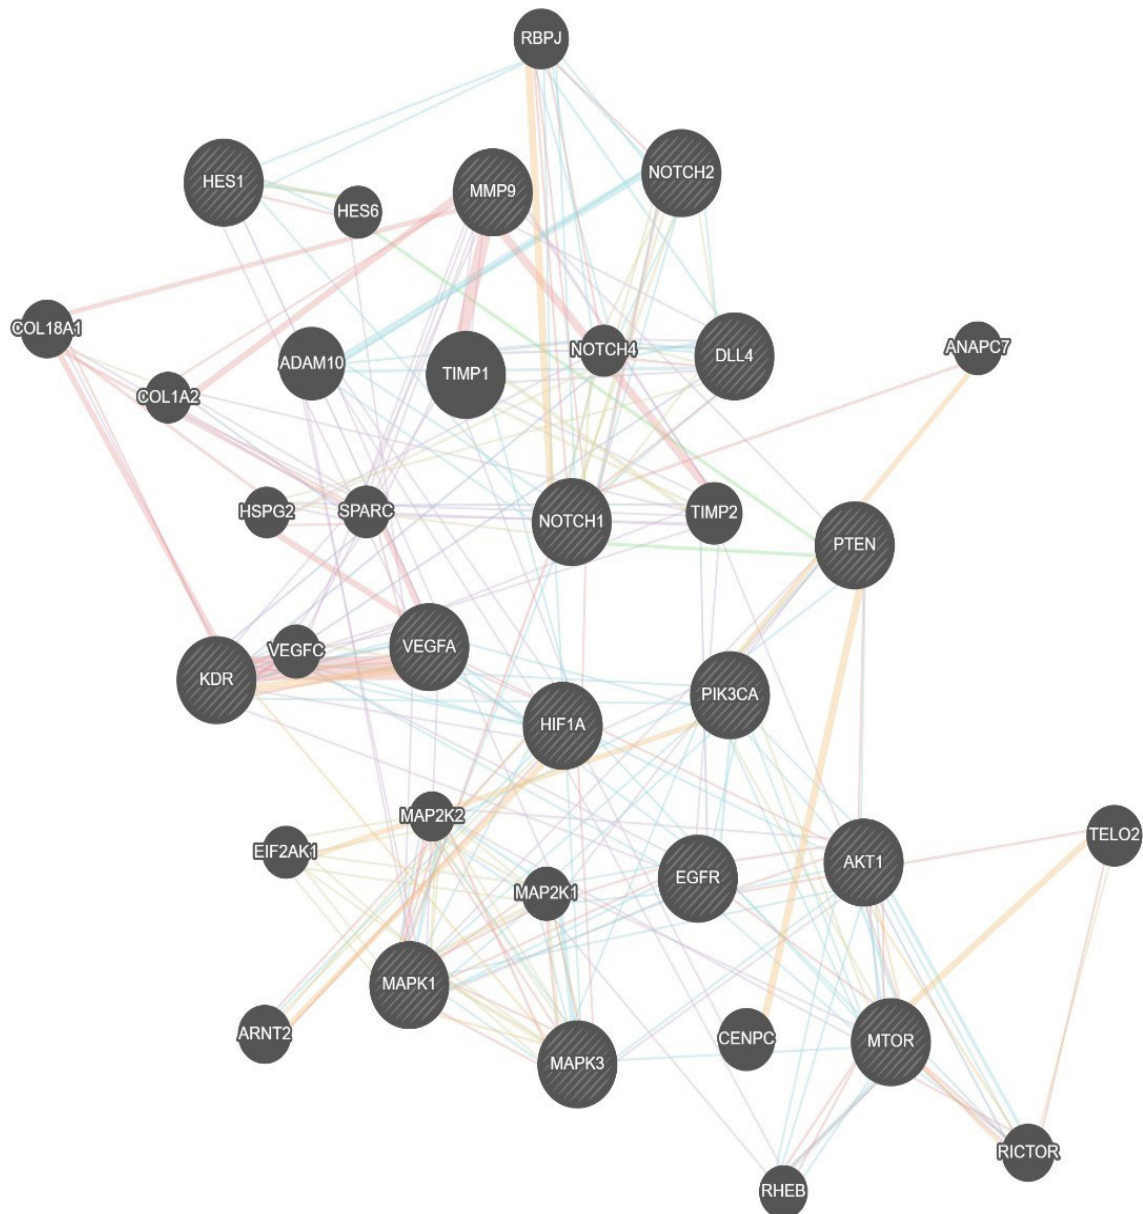 RBPJ
NOTCH2
HES1
MMP9
HES6
COL18A1
ANAPC7
NOTCH4
DLL4
ADAM10
TIMP1
COL1A2
HSPG2
SPARC
NOTCH1
TIMP2
PTEN
VEGFC
VEGFA
KDR
PIK3CA
HIF1A
MAP2K2
TELO2
EIF2AK1
AKT1
EGFR
MAP2K1
MAPK1
ARNT2
CENPC
MTOR
MAPK3
RICTOR
RHEB